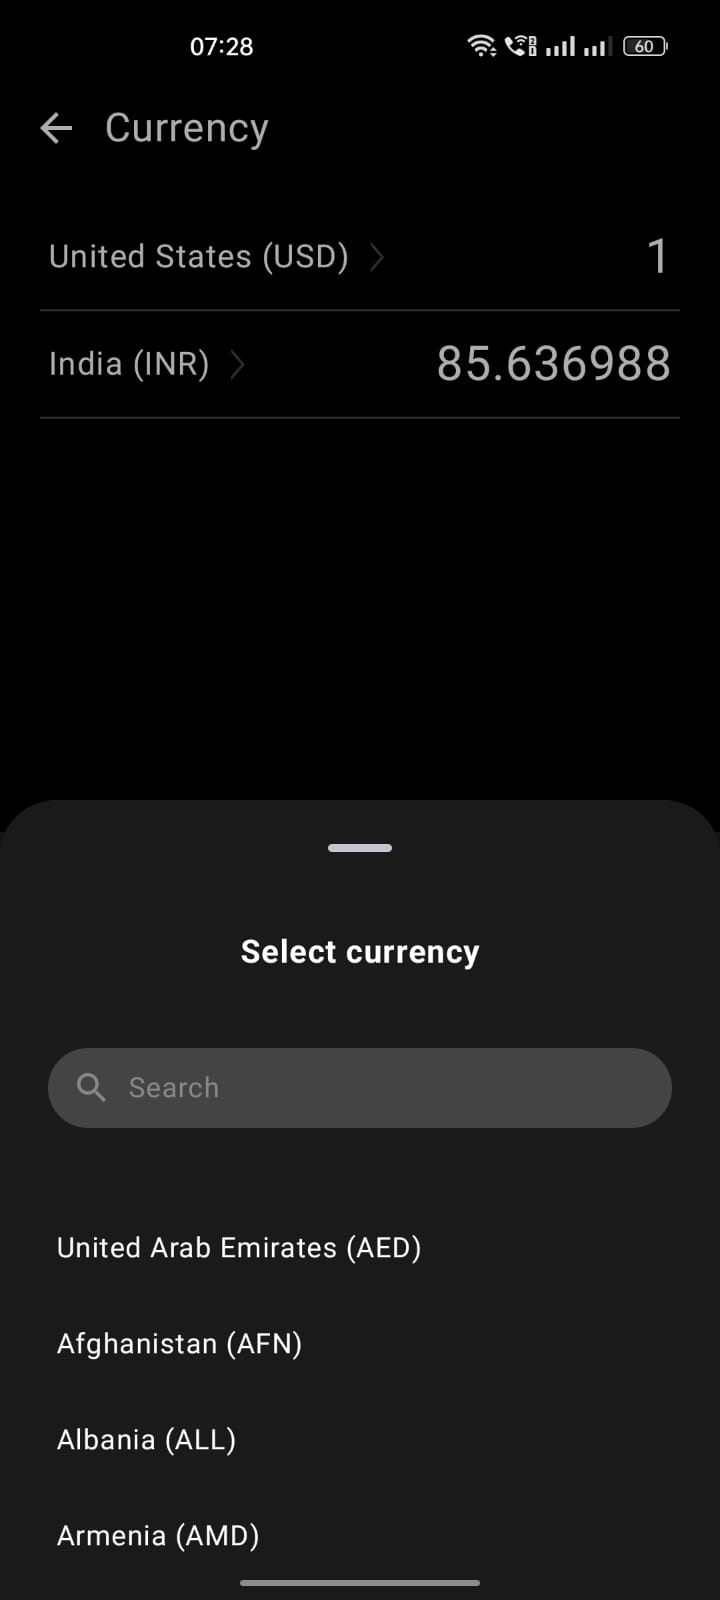 07:28
60
Currency
United States (USD)
1
India (INR)
85.636988
Select currency
Search
United Arab Emirates (AED)
Afghanistan (AFN)
Albania (ALL)
Armenia (AMD)